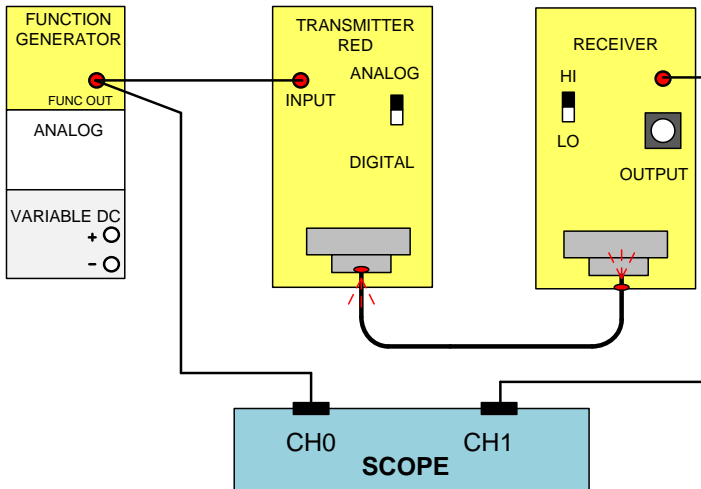 FUNCTION
GENERATOR
FUNC OUT
ANALOG
VARIABLE DC
+
-
TRANSMITTER
RED
ANALOG
INPUT
DIGITAL
RECEIVER
HI
LO
OUTPUT
CH0
CH1
SCOPE